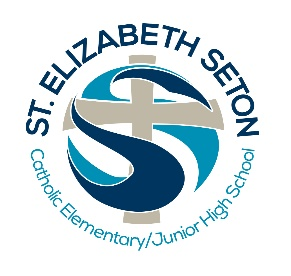 ST. ELIZABETH SETON
Catholic Elementary/Junior High School